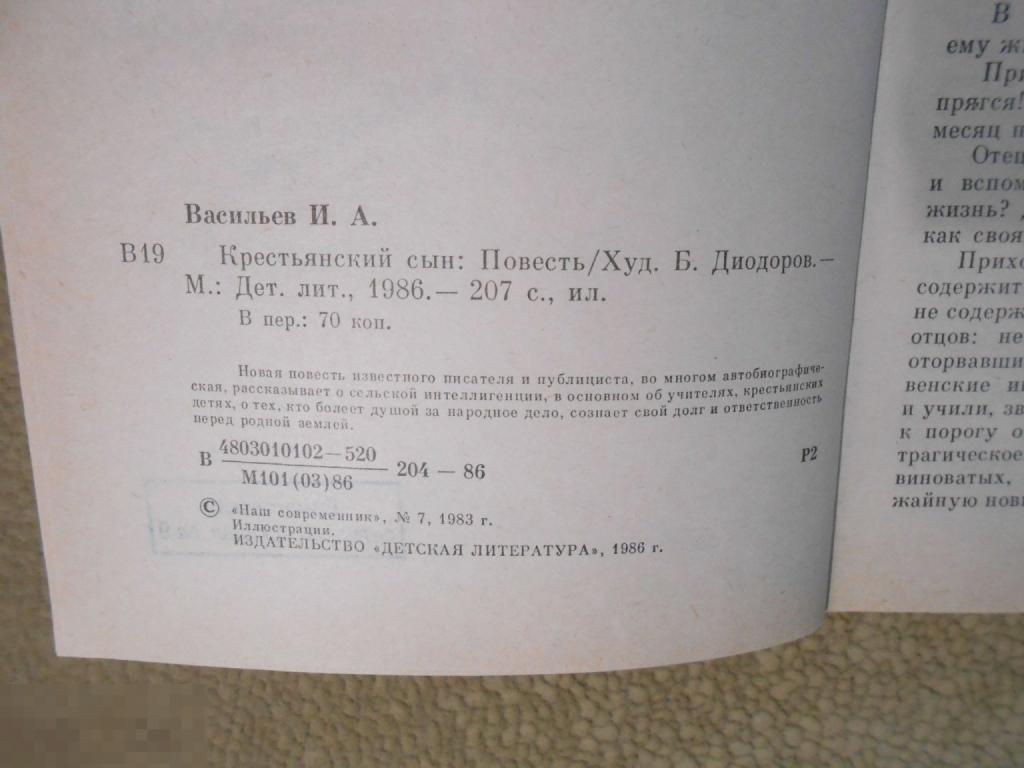 Васильев И. А.
В19 Крестьянский сын: Повесть/Худ. Б. Диодоров.—
М.: Дет. лит., 1986.— 207 с., ил.
В пер.: 70 коп.
Новая повесть известного писателя и публициста, во многом автобиографиче-
ская, рассказывает о сельской интеллигенции, в основном об учителях, крестьянских
детях, о тех, кто болеет душой за народное дело, сознает свой долг и ответственность
перед родной землей.
В 4803010102—520 204 — 86 Р2
М101(03)86
© «Наш современник», № 7, 1983 г.
Иллюстрации.
ИЗДАТЕЛЬСТВО «ДЕТСКАЯ ЛИТЕРАТУРА», 1986 г.
В
ему
прягся!
месяц
Отец
и вспом
жизнь?
как своя
Прихо
содержит
не содерж
отцов: не
оторвавши
венские
и учили, зв
к порогу о
трагическое
виноватых,
жайную новь